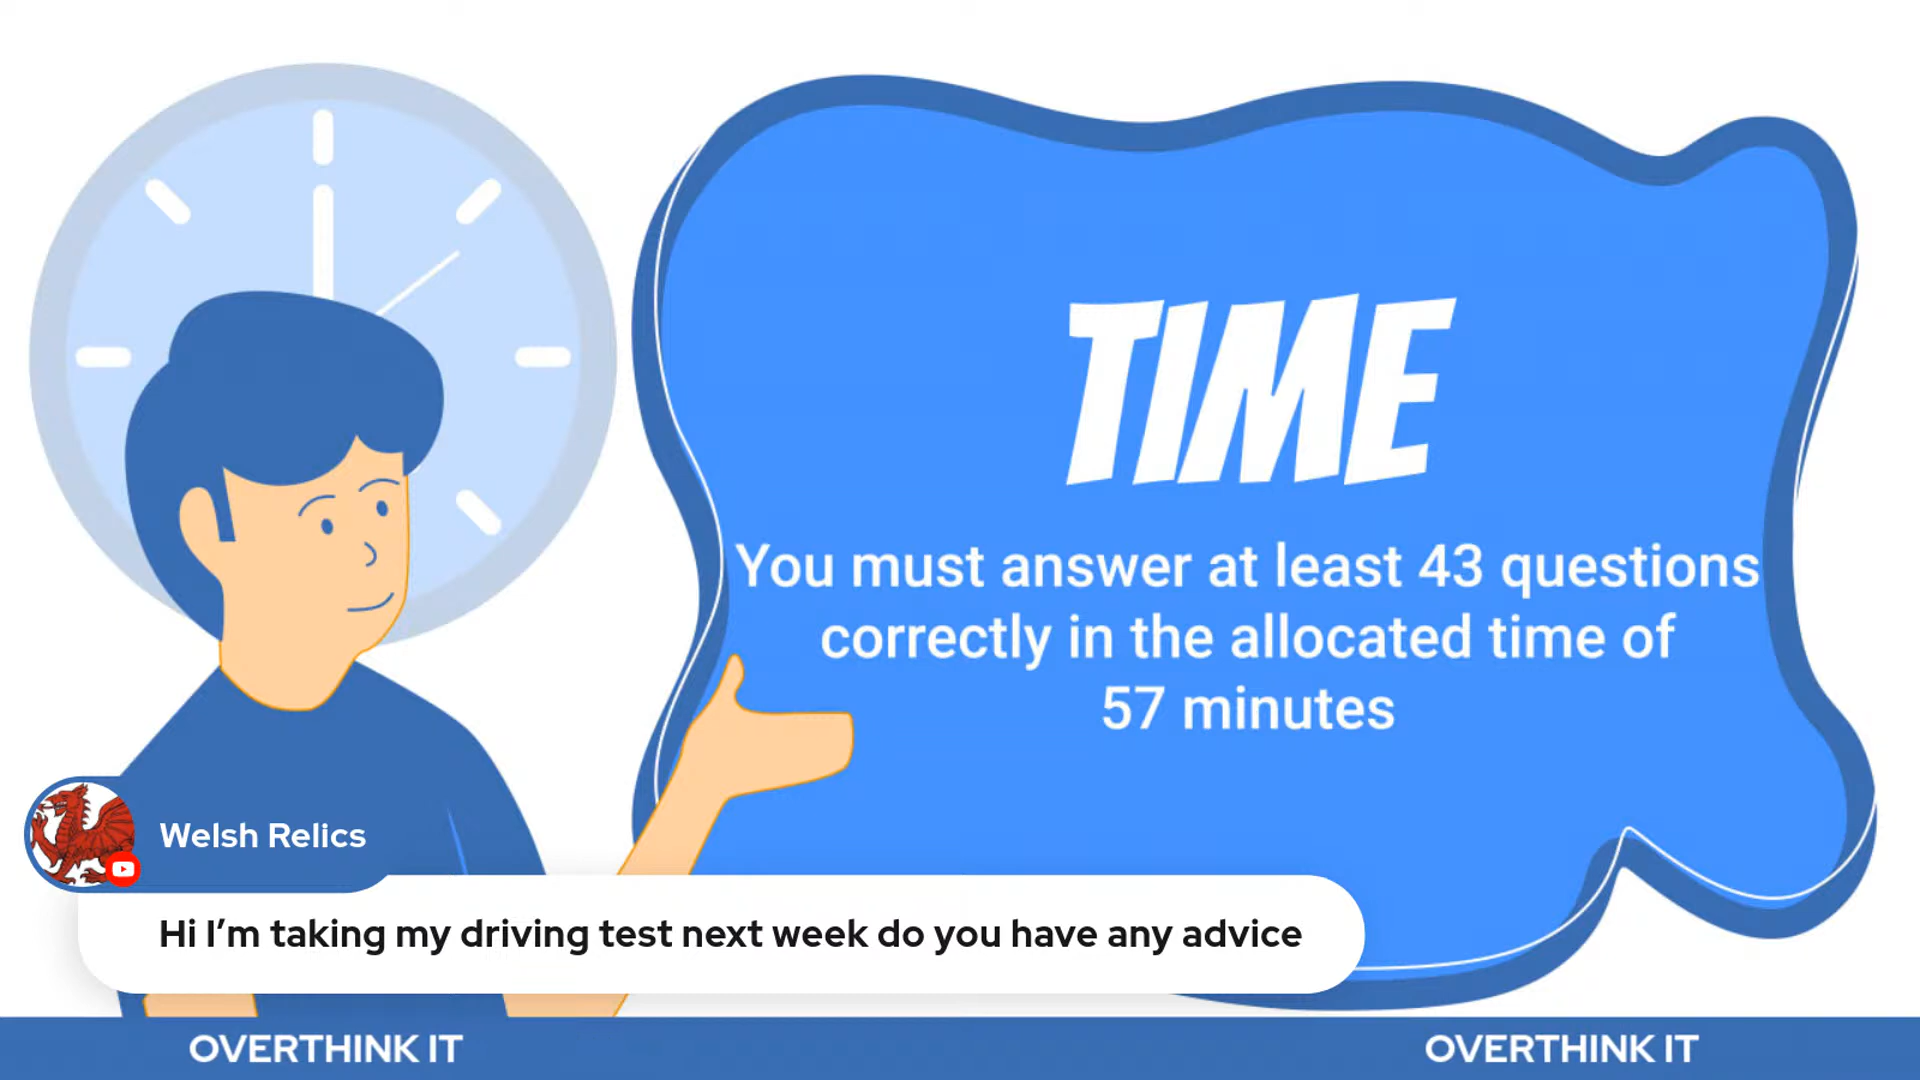 TIME
You must answer at least 43 questions
correctly in the allocated time of
57 minutes
Welsh Relics
Hi I’m taking my driving test next week do you have any advice
OVERTHINK IT
OVERTHINK IT